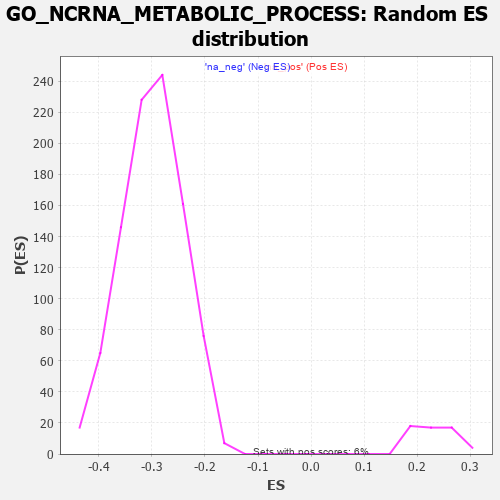 GO_NCRNA_METABOLIC_PROCESS: Random ES
distribution
'na_neg' (Neg ES) os' (Pos ES)
240
220
200
180
160
140
120
100
80
60
40
20
0
P(ES)
Sets with pos scores: 6%
-0.4 -0.3 -0.2 -0.1 0.0 0.1 0.2 0.3
ES